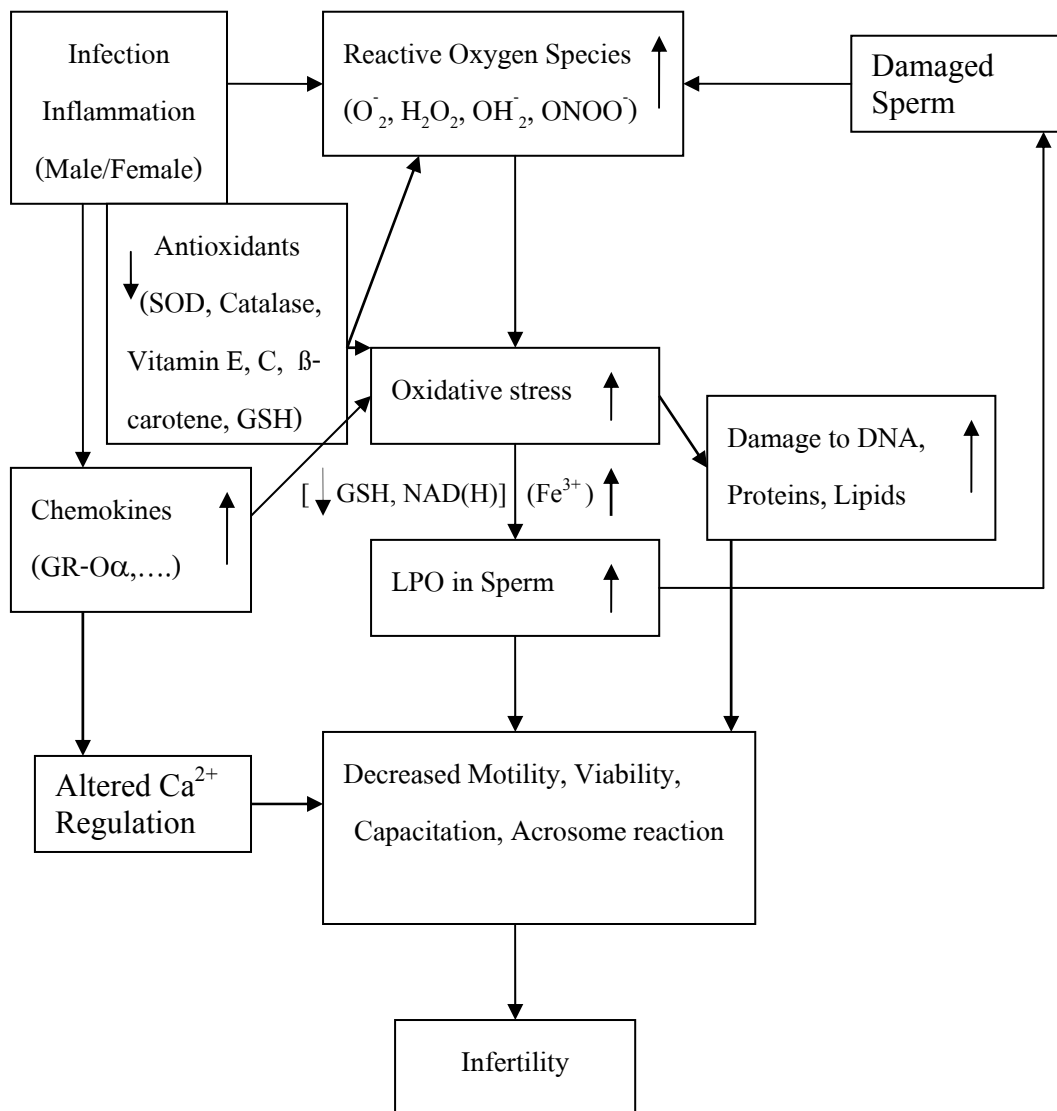 Infection
Inflammation
(Male/Female)
Reactive Oxygen Species
(O⁻₂, H₂O₂, OH⁻₂, ONOO⁻)
Damaged
Sperm
Antioxidants
(SOD, Catalase,
Vitamin E, C, ß-
carotene, GSH)
Oxidative stress
Damage to DNA,
Proteins, Lipids
Chemokines
(GR-Oα,....)
[ GSH, NAD(H)] (Fe³⁺)
LPO in Sperm
Altered Ca²⁺
Regulation
Decreased Motility, Viability,
Capacitation, Acrosome reaction
Infertility